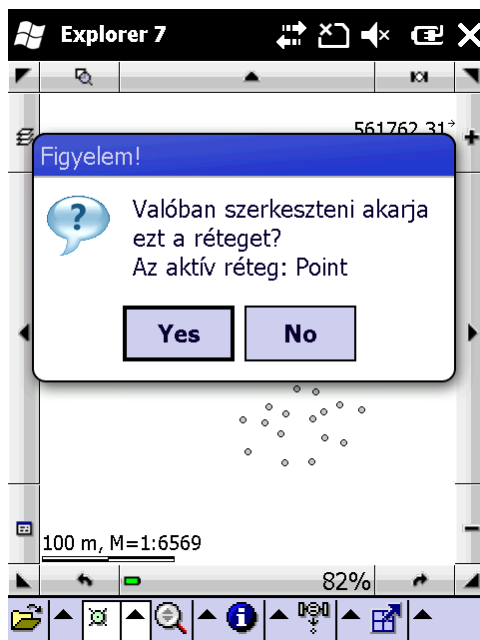 Explorer 7
561762.31
Figyelem!
Valóban szerkeszteni akarja
ezt a réteget?
Az aktív réteg: Point
Yes
No
100 m, M=1:6569
82%